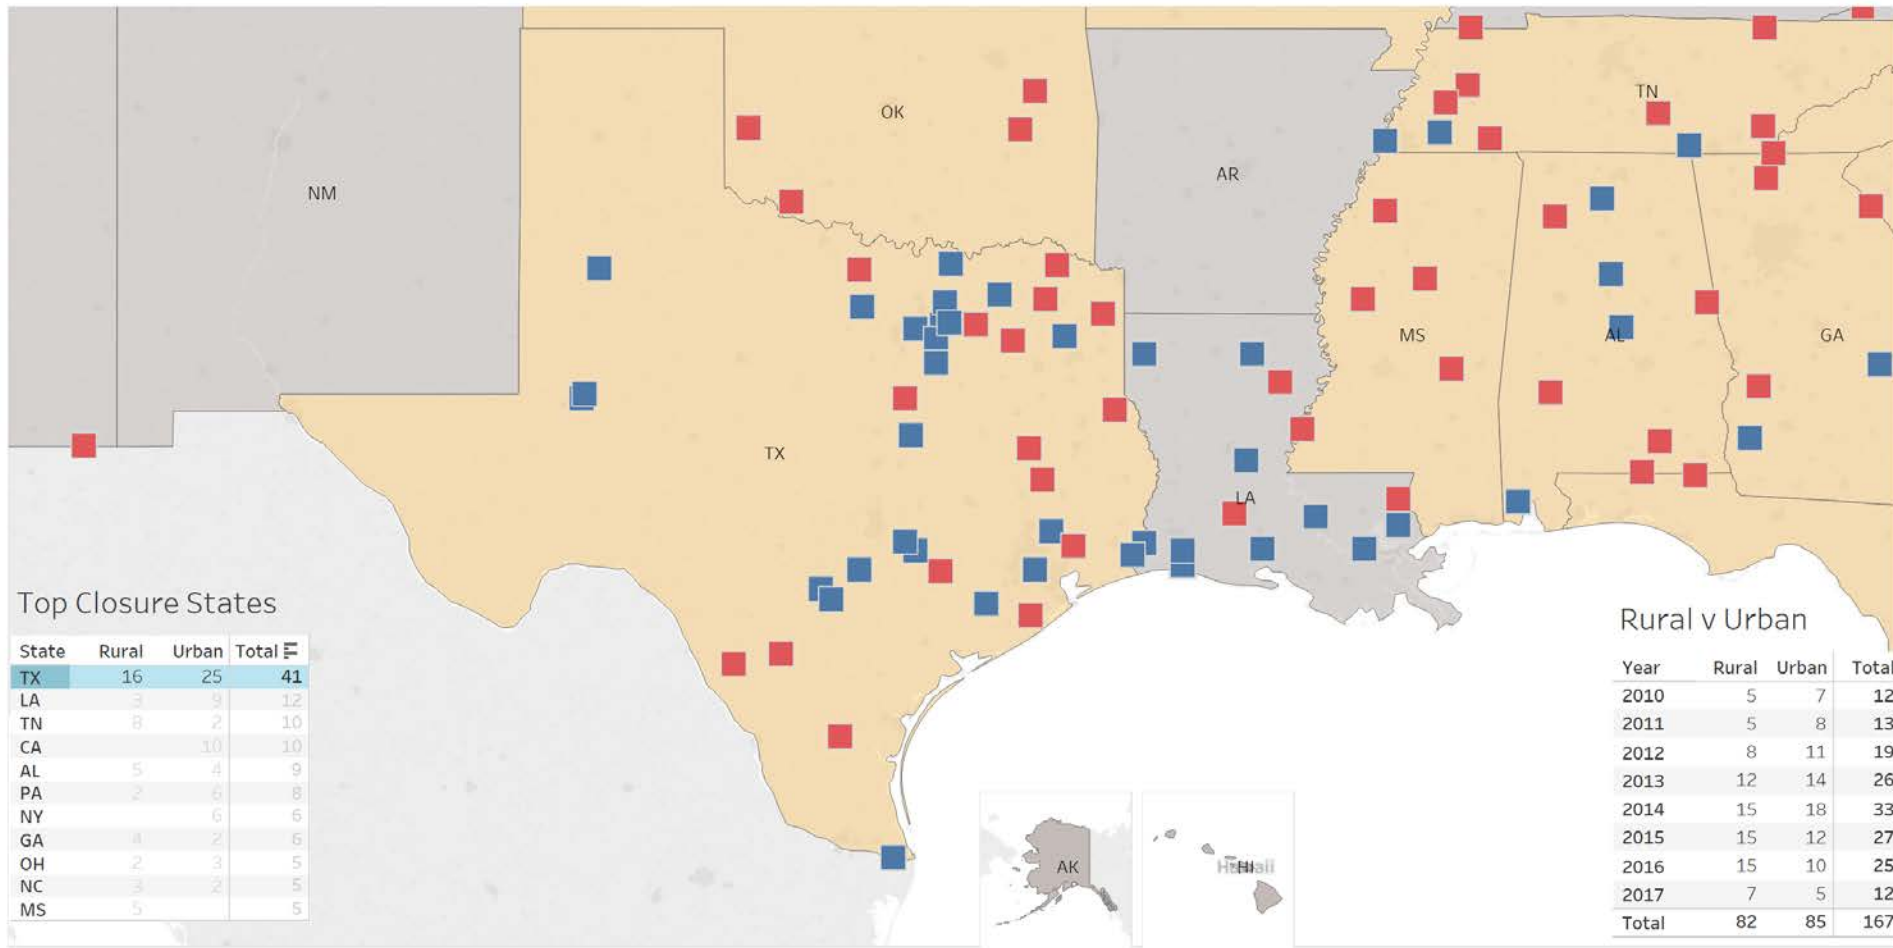 OK
TN
AR
NM
MS
AL
GA
TX
LA
Top Closure States
State Rural Urban Total
TX 16 25 41
LA 3 9 12
TN 8 2 10
CA 10 10
AL 5 4 9
PA 2 6 8
NY 6 6
GA 4 2 6
OH 2 3 5
NC 3 2 5
MS 5 5
AK
HI
Hawaii
Rural v Urban
Year Rural Urban Total
2010 5 7 12
2011 5 8 13
2012 8 11 19
2013 12 14 26
2014 15 18 33
2015 15 12 27
2016 15 10 25
2017 7 5 12
Total 82 85 167